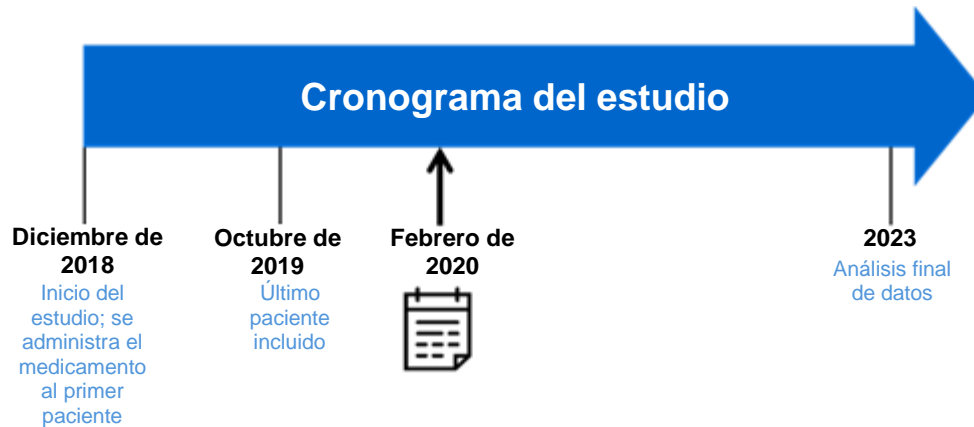 Cronograma del estudio
Diciembre de
2018
Inicio del
estudio; se
administra el
medicamento
al primer
paciente
Octubre de
2019
Último
paciente
incluido
Febrero de
2020
2023
Análisis final
de datos